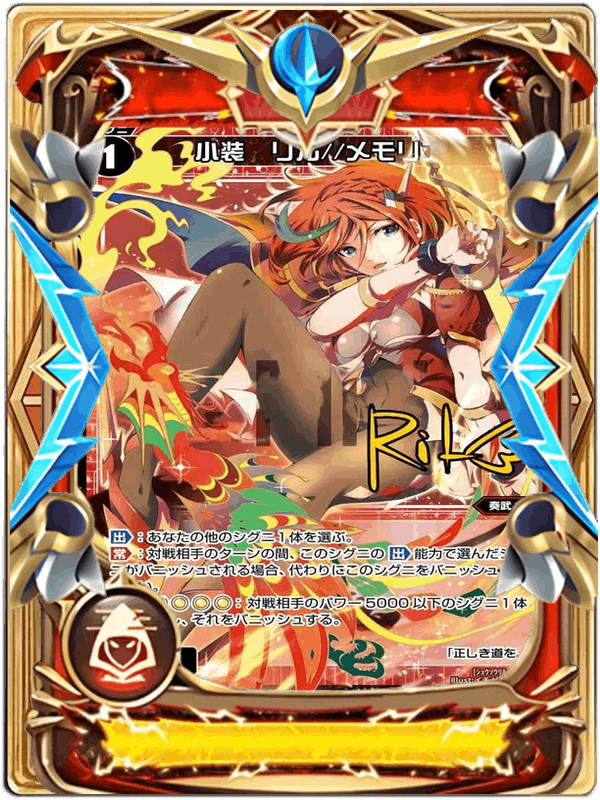 1
小装 リル//メモリ
RiLG
奏武
出：あなたの他のシグニ１体を選ぶ。
常：対戦相手のターンの間、このシグニの 出 能力で選んだシ
ニがバニッシュされる場合、代わりにこのシグニをバニッシュ
い。
：対戦相手のパワー5000以下のシグニ１体
、それをバニッシュする。
「正しき道を